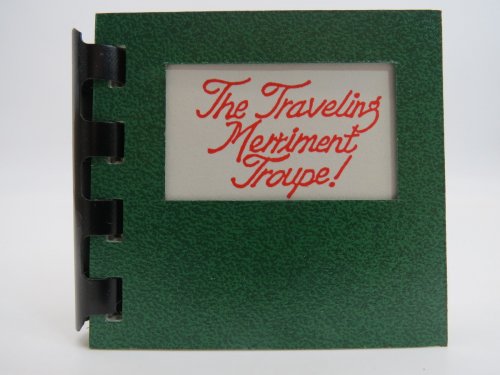 The Traveling
Merriment
Troupe!